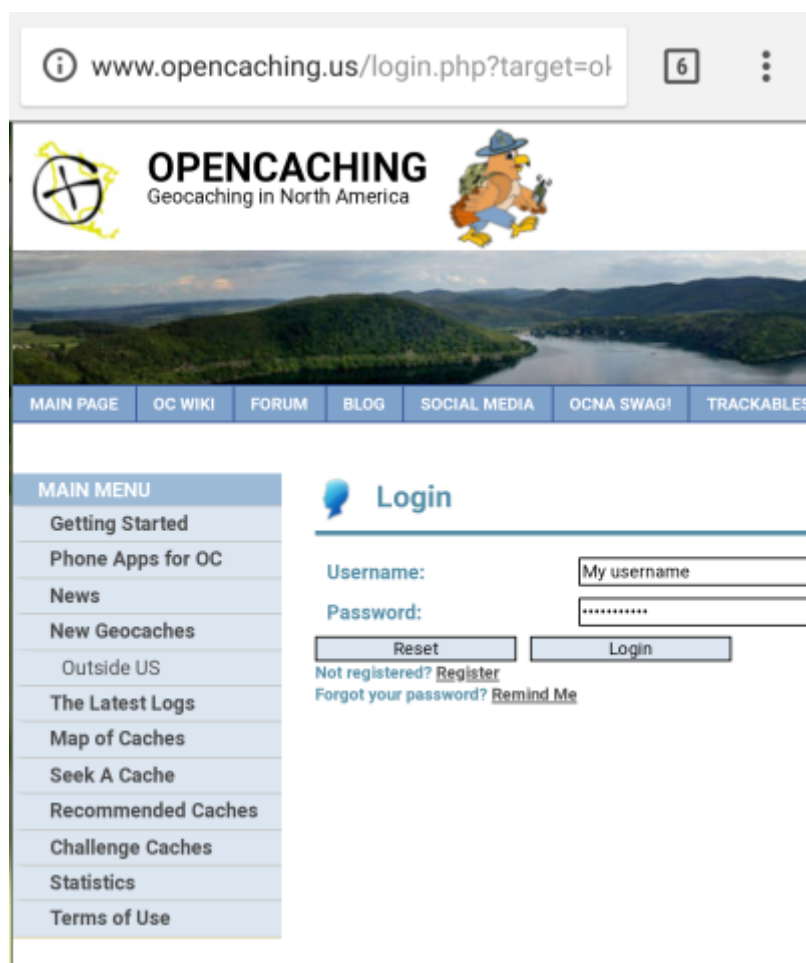 www.opencaching.us/login.php?target=ok
6
OPENCACHING
Geocaching in North America
MAIN PAGE OC WIKI FORUM BLOG SOCIAL MEDIA OCNA SWAG! TRACKABLES
MAIN MENU
Getting Started
Phone Apps for OC
News
New Geocaches
Outside US
The Latest Logs
Map of Caches
Seek A Cache
Recommended Caches
Challenge Caches
Statistics
Terms of Use
Login
Username: My username
Password: •••••••••••
Reset Login
Not registered? Register
Forgot your password? Remind Me